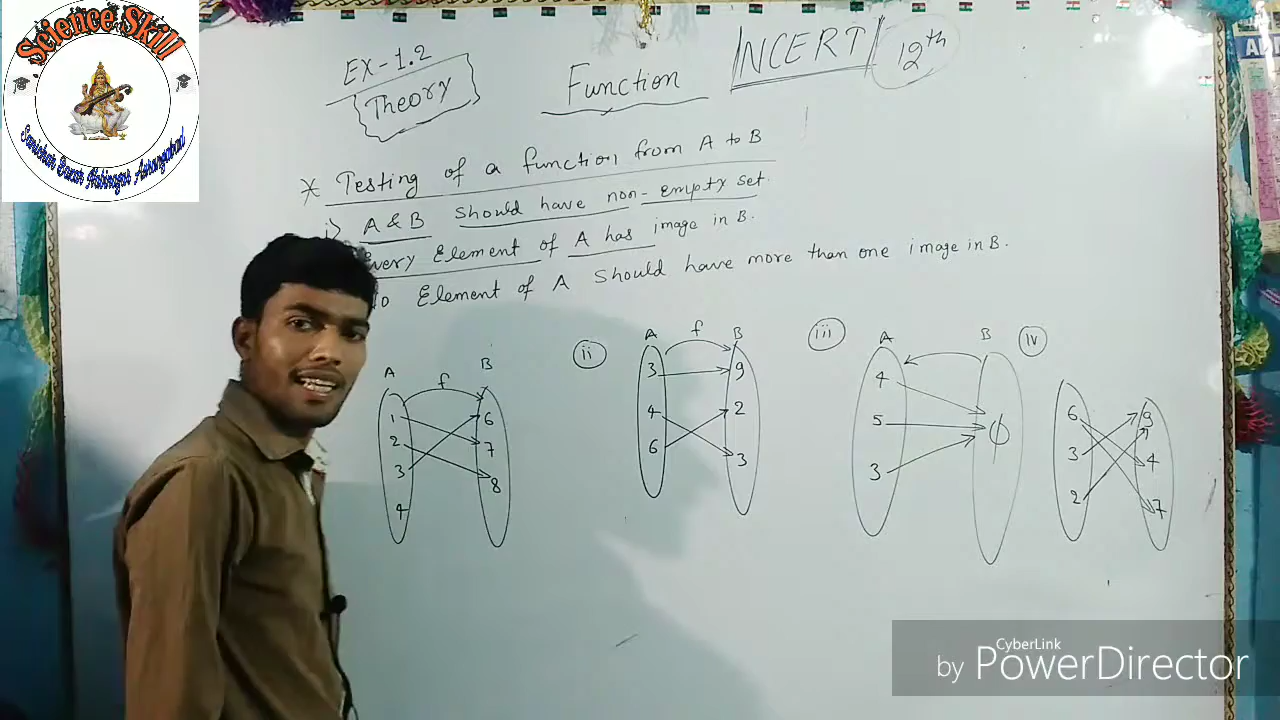 Science Skill
EX-1.2
Theory
Function
NCERT
12th
* Testing of a function from A to B
i) A & B Should have non-empty set.
Every Element of A has image in B.
Element of A Should have more than one image in B.
A f B
1 6
2 7
3 8
4
ii
A f B
3 9
4 2
6 3
iii
A B
4
5 ϕ
3
iv
6 9
3 4
2 7
CyberLink
by PowerDirector